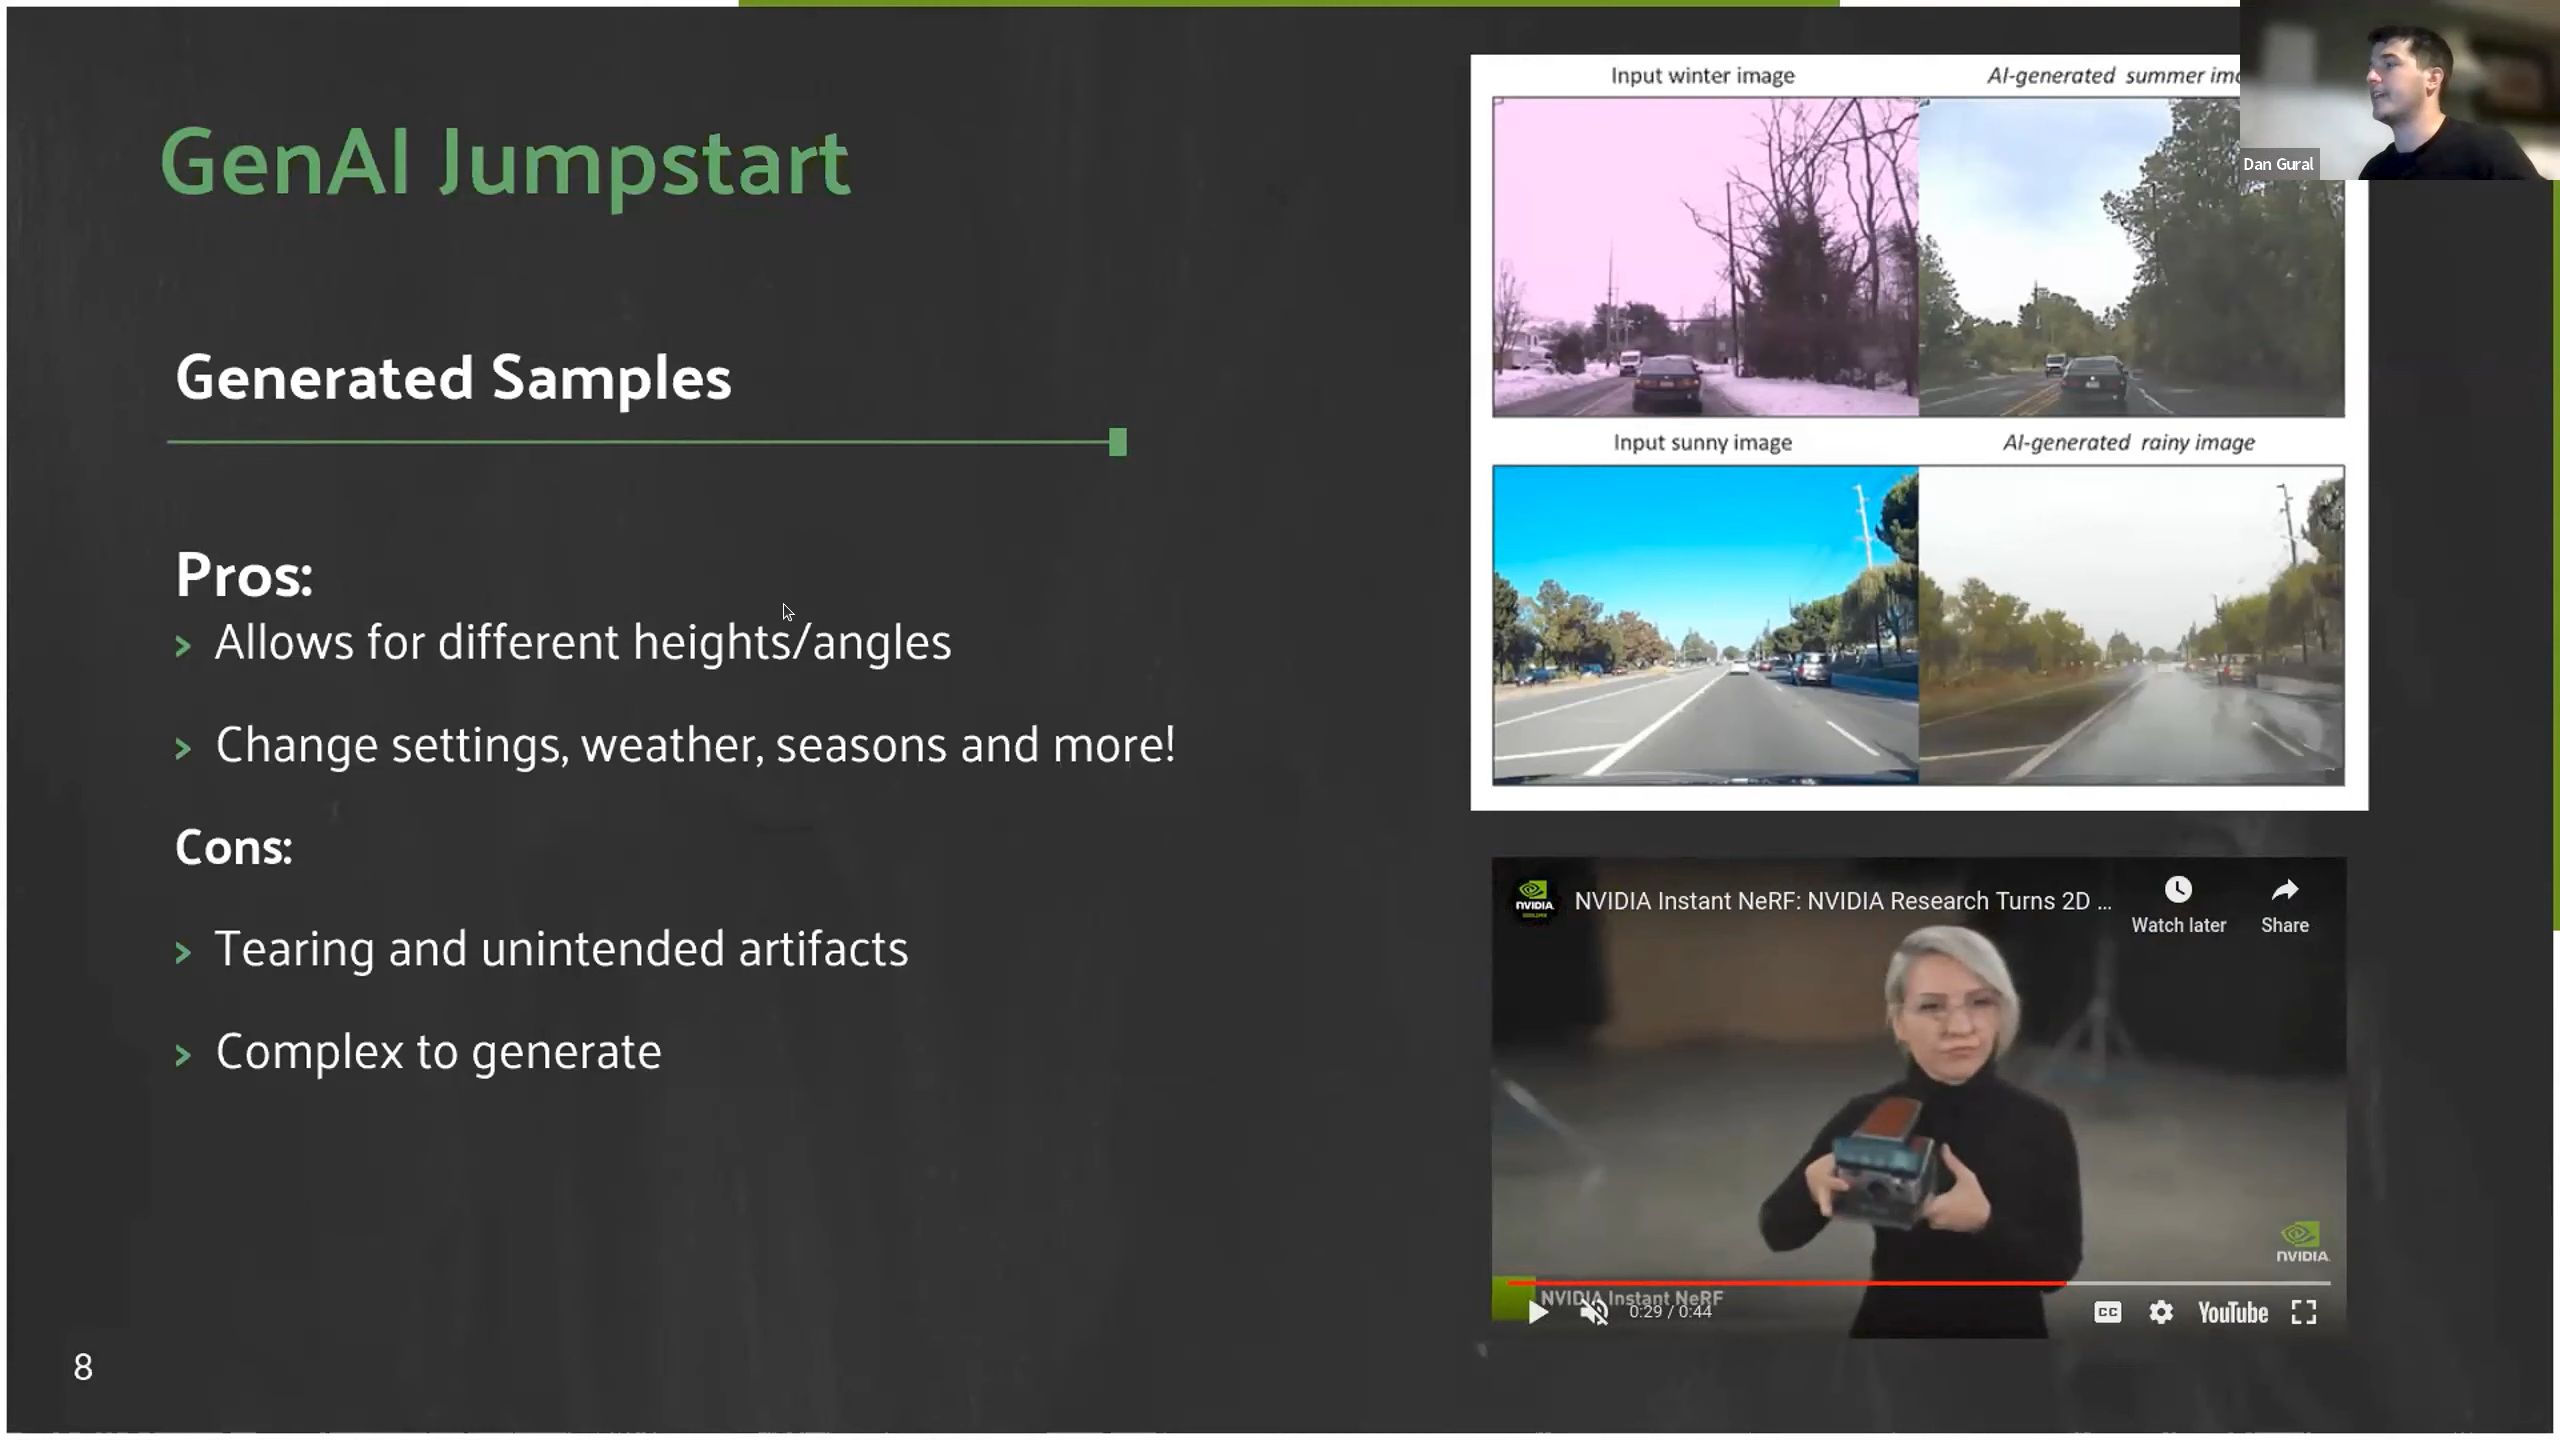 GenAI Jumpstart
Generated Samples
Pros:
> Allows for different heights/angles
> Change settings, weather, seasons and more!
Cons:
> Tearing and unintended artifacts
> Complex to generate
8
Input winter image
AI-generated summer
Input sunny image
AI-generated rainy image
Dan Gural
NVIDIA
NVIDIA Instant NeRF: NVIDIA Research Turns 2D ...
Watch later
Share
NVIDIA
NVIDIA Instant NeRF
0:29 / 0:44
CC
YouTube